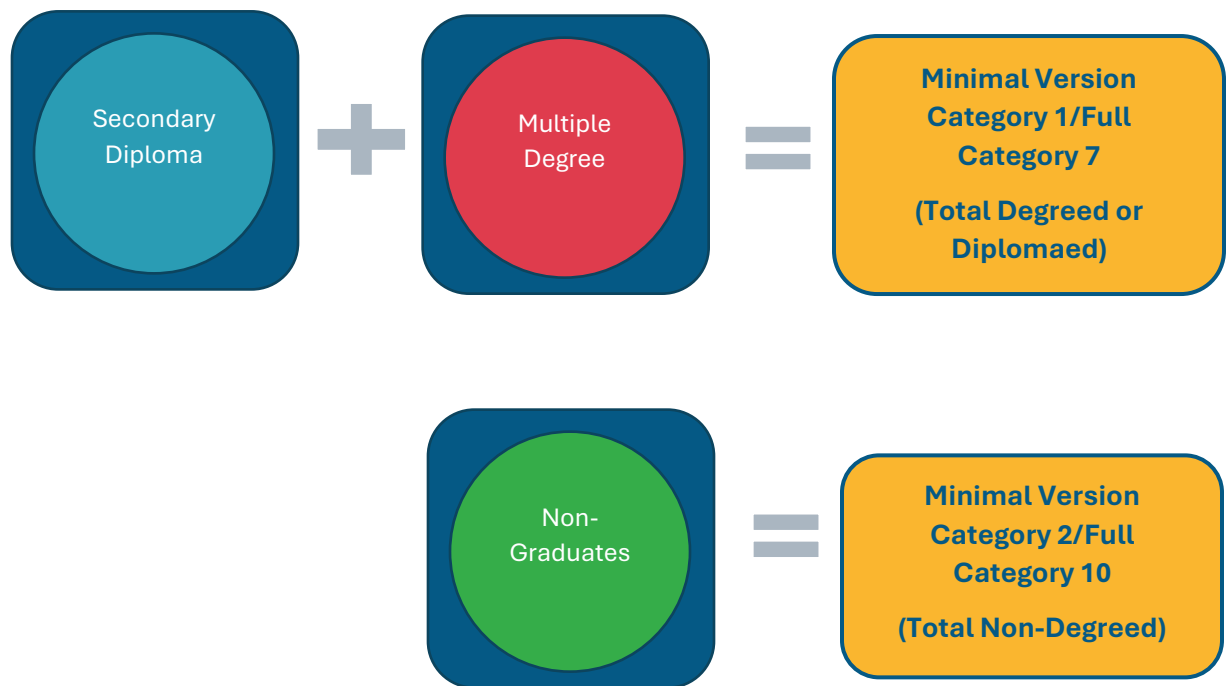 Secondary
Diploma
Multiple
Degree
Minimal Version
Category 1/Full
Category 7
(Total Degreed or
Diplomaed)
Non-
Graduates
Minimal Version
Category 2/Full
Category 10
(Total Non-Degreed)